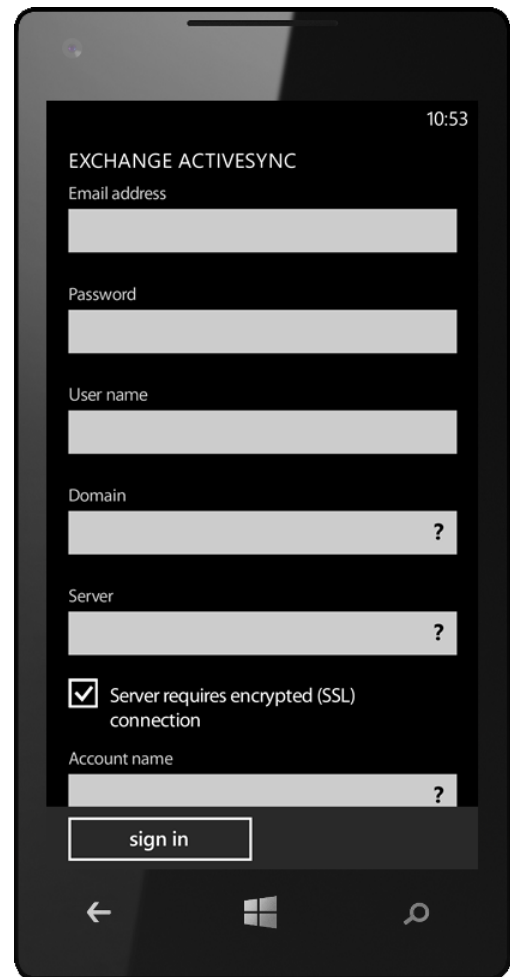 10:53
EXCHANGE ACTIVESYNC
Email address
Password
User name
Domain
?
Server
?
Server requires encrypted (SSL)
connection
Account name
?
sign in